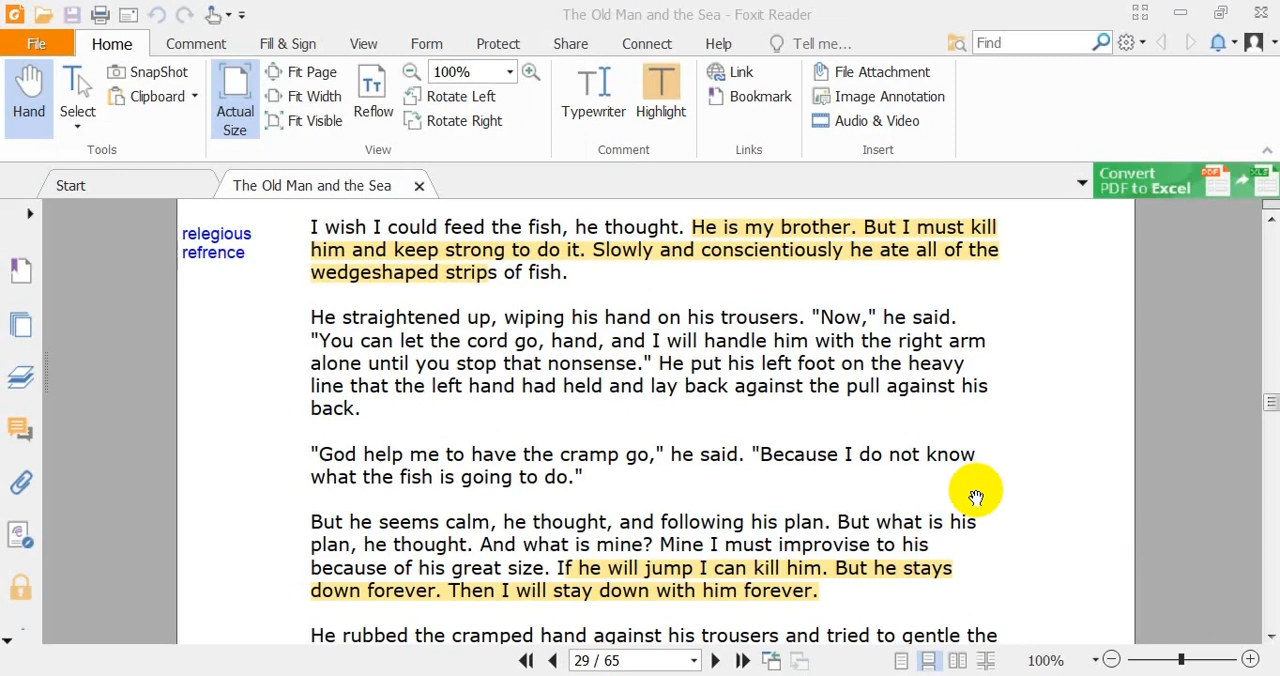 The Old Man and the Sea - Foxit Reader
File
Home
Comment
Fill & Sign
View
Form
Protect
Share
Connect
Help
Tell me...
Find
Hand
Select
SnapShot
Clipboard
Tools
Actual
Size
Fit Page
Fit Width
Fit Visible
Reflow
100%
Rotate Left
Rotate Right
View
Typewriter
Highlight
Comment
Link
Bookmark
Links
File Attachment
Image Annotation
Audio & Video
Insert
Start
The Old Man and the Sea
Convert
PDF to Excel
PDF
XLS
relegious
refrence
I wish I could feed the fish, he thought. He is my brother. But I must kill
him and keep strong to do it. Slowly and conscientiously he ate all of the
wedgeshaped strips of fish.
He straightened up, wiping his hand on his trousers. "Now," he said.
"You can let the cord go, hand, and I will handle him with the right arm
alone until you stop that nonsense." He put his left foot on the heavy
line that the left hand had held and lay back against the pull against his
back.
"God help me to have the cramp go," he said. "Because I do not know
what the fish is going to do."
But he seems calm, he thought, and following his plan. But what is his
plan, he thought. And what is mine? Mine I must improvise to his
because of his great size. If he will jump I can kill him. But he stays
down forever. Then I will stay down with him forever.
He rubbed the cramped hand against his trousers and tried to gentle the
29 / 65
100%